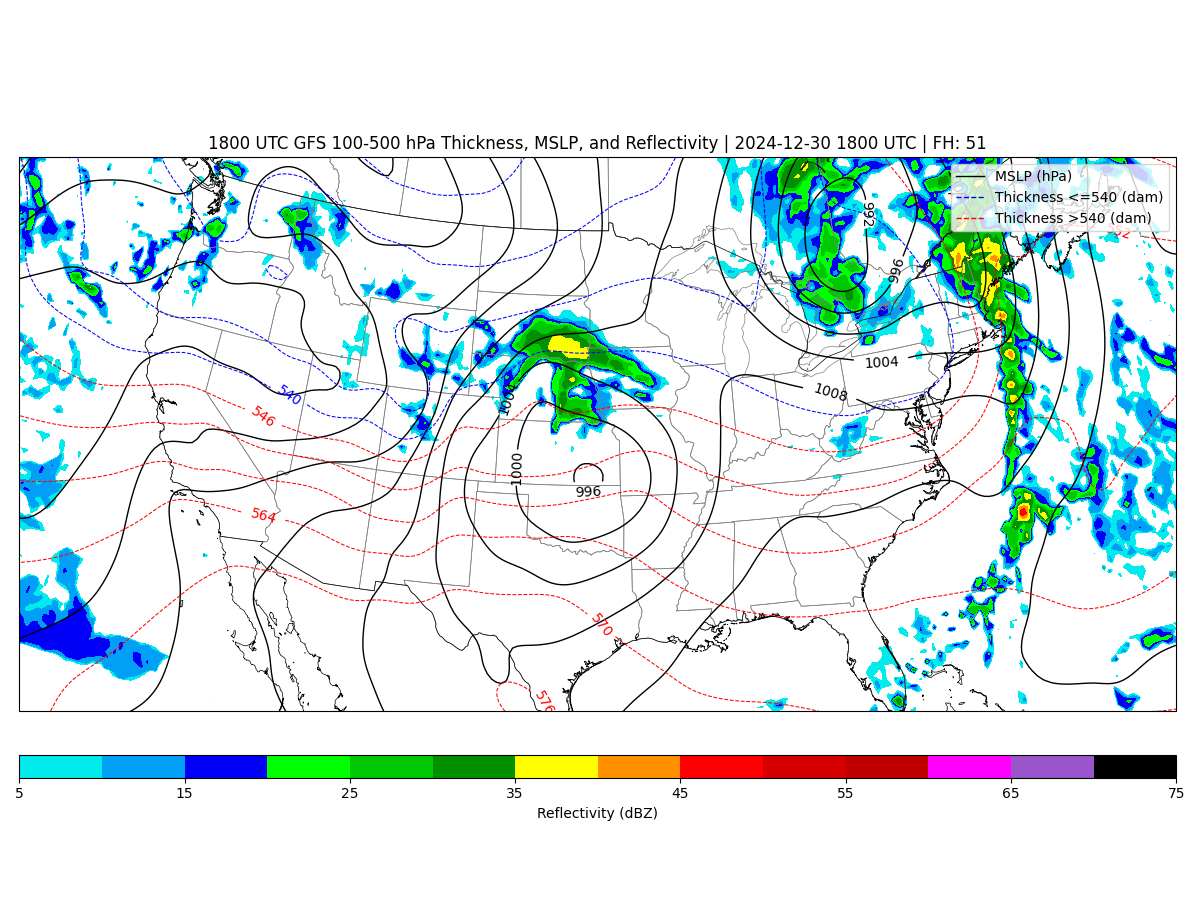 1800 UTC GFS 100-500 hPa Thickness, MSLP, and Reflectivity | 2024-12-30 1800 UTC | FH: 51
MSLP (hPa)
Thickness <=540 (dam)
Thickness >540 (dam)
992
996
1004
1008
1004
1000
996
540
546
564
570
576
5 15 25 35 45 55 65 75
Reflectivity (dBZ)